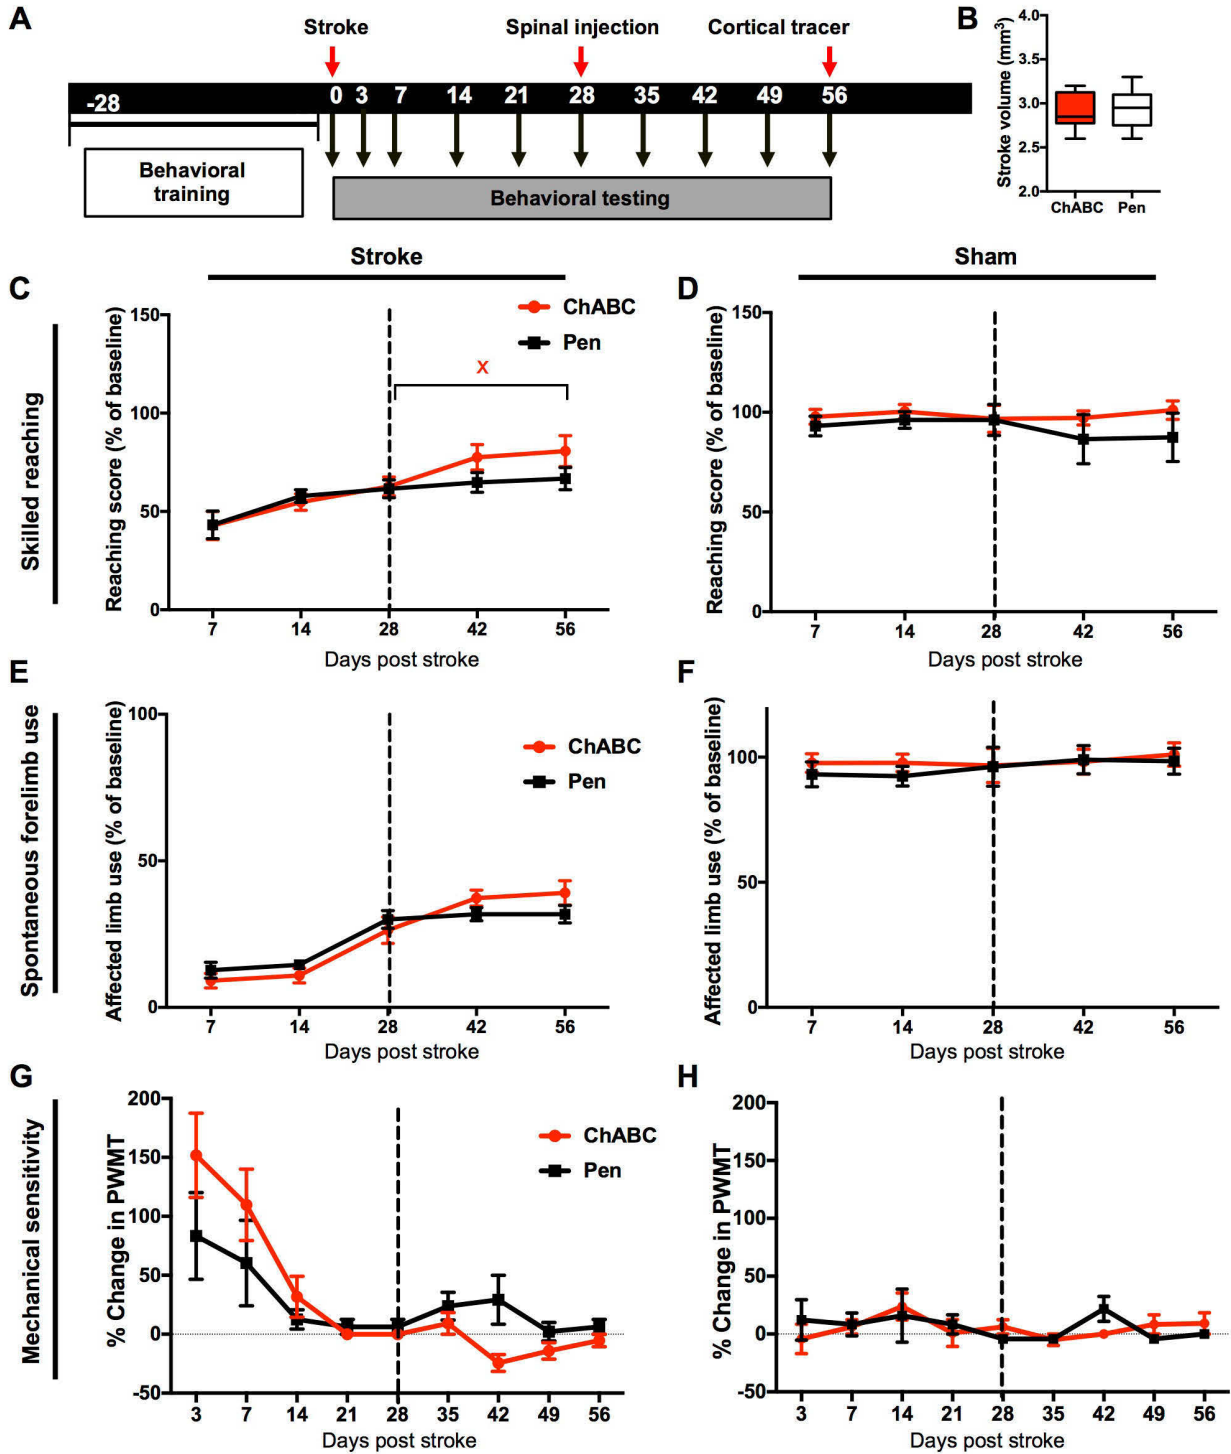 A
Stroke
Spinal injection
Cortical tracer
-28
0 3 7 14 21 28 35 42 49 56
Behavioral
training
Behavioral testing
B
Stroke volume (mm³)
4.0
3.5
3.0
2.5
2.0
ChABC Pen
Stroke
Sham
Skilled reaching
C
Reaching score (% of baseline)
150
100
50
0
ChABC
Pen
x
7 14 28 42 56
Days post stroke
D
Reaching score (% of baseline)
150
100
50
0
7 14 28 42 56
Days post stroke
Spontaneous forelimb use
E
Affected limb use (% of baseline)
100
50
0
ChABC
Pen
7 14 28 42 56
Days post stroke
F
Affected limb use (% of baseline)
100
50
0
7 14 28 42 56
Days post stroke
Mechanical sensitivity
G
% Change in PWMT
200
150
100
50
0
-50
ChABC
Pen
3 7 14 21 28 35 42 49 56
Days post stroke
H
% Change in PWMT
200
150
100
50
0
-50
3 7 14 21 28 35 42 49 56
Days post stroke